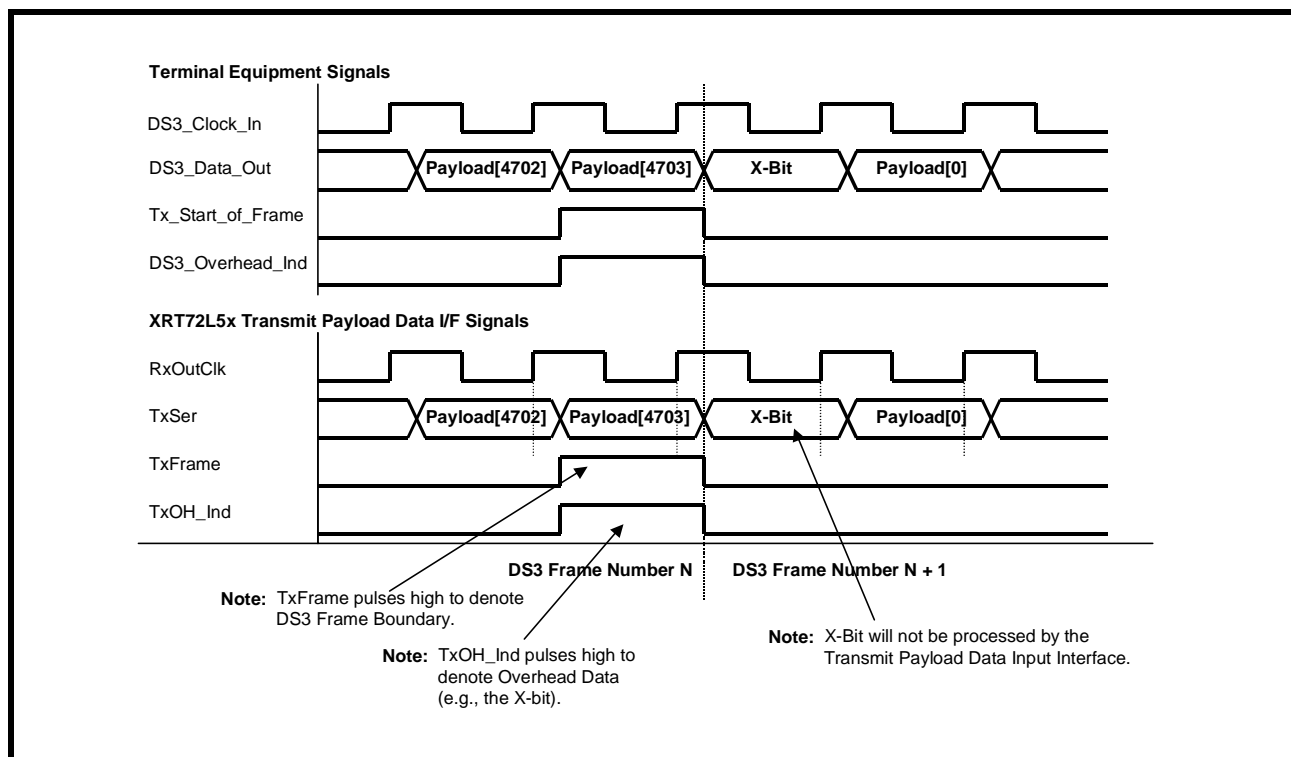 Terminal Equipment Signals
DS3_Clock_In
DS3_Data_Out
Payload[4702] Payload[4703] X-Bit Payload[0]
Tx_Start_of_Frame
DS3_Overhead_Ind
XRT72L5x Transmit Payload Data I/F Signals
RxOutClk
TxSer
Payload[4702] Payload[4703] X-Bit Payload[0]
TxFrame
TxOH_Ind
DS3 Frame Number N DS3 Frame Number N + 1
Note: TxFrame pulses high to denote
DS3 Frame Boundary.
Note: TxOH_Ind pulses high to
denote Overhead Data
(e.g., the X-bit).
Note: X-Bit will not be processed by the
Transmit Payload Data Input Interface.